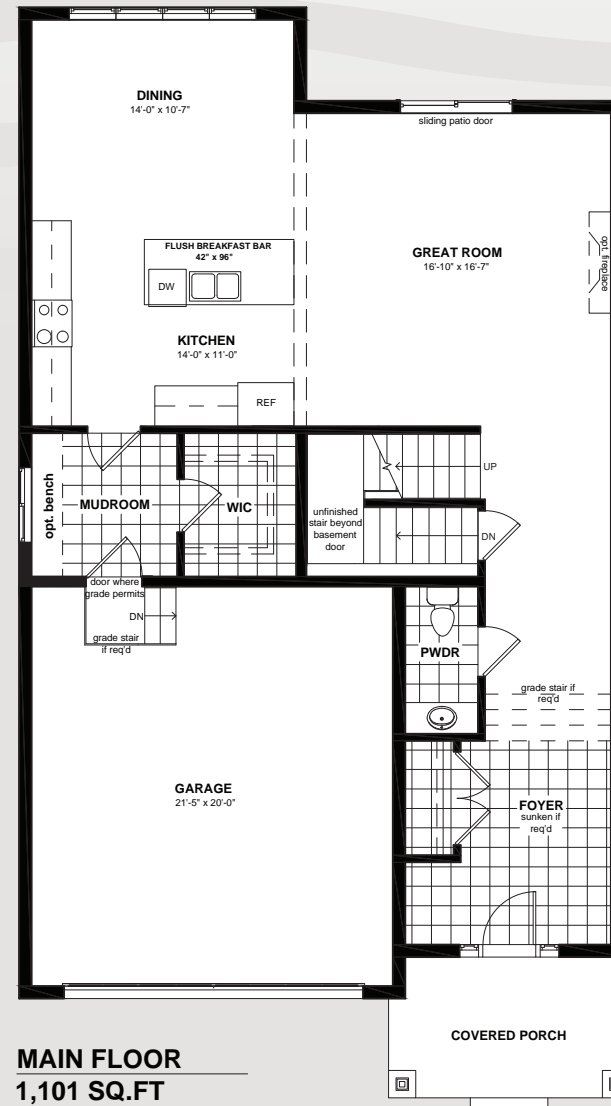 DINING
14'-0" x 10'-7"
sliding patio door
FLUSH BREAKFAST BAR
42" x 96"
DW
GREAT ROOM
16'-10" x 16'-7"
opt. fireplace
KITCHEN
14'-0" x 11'-0"
REF
UP
opt. bench
MUDROOM
WIC
unfinished
stair beyond
basement
door
DN
door where
grade permits
DN
grade stair
if req'd
PWDR
grade stair if
req'd
GARAGE
21'-5" x 20'-0"
FOYER
sunken if
req'd
COVERED PORCH
MAIN FLOOR
1,101 SQ.FT